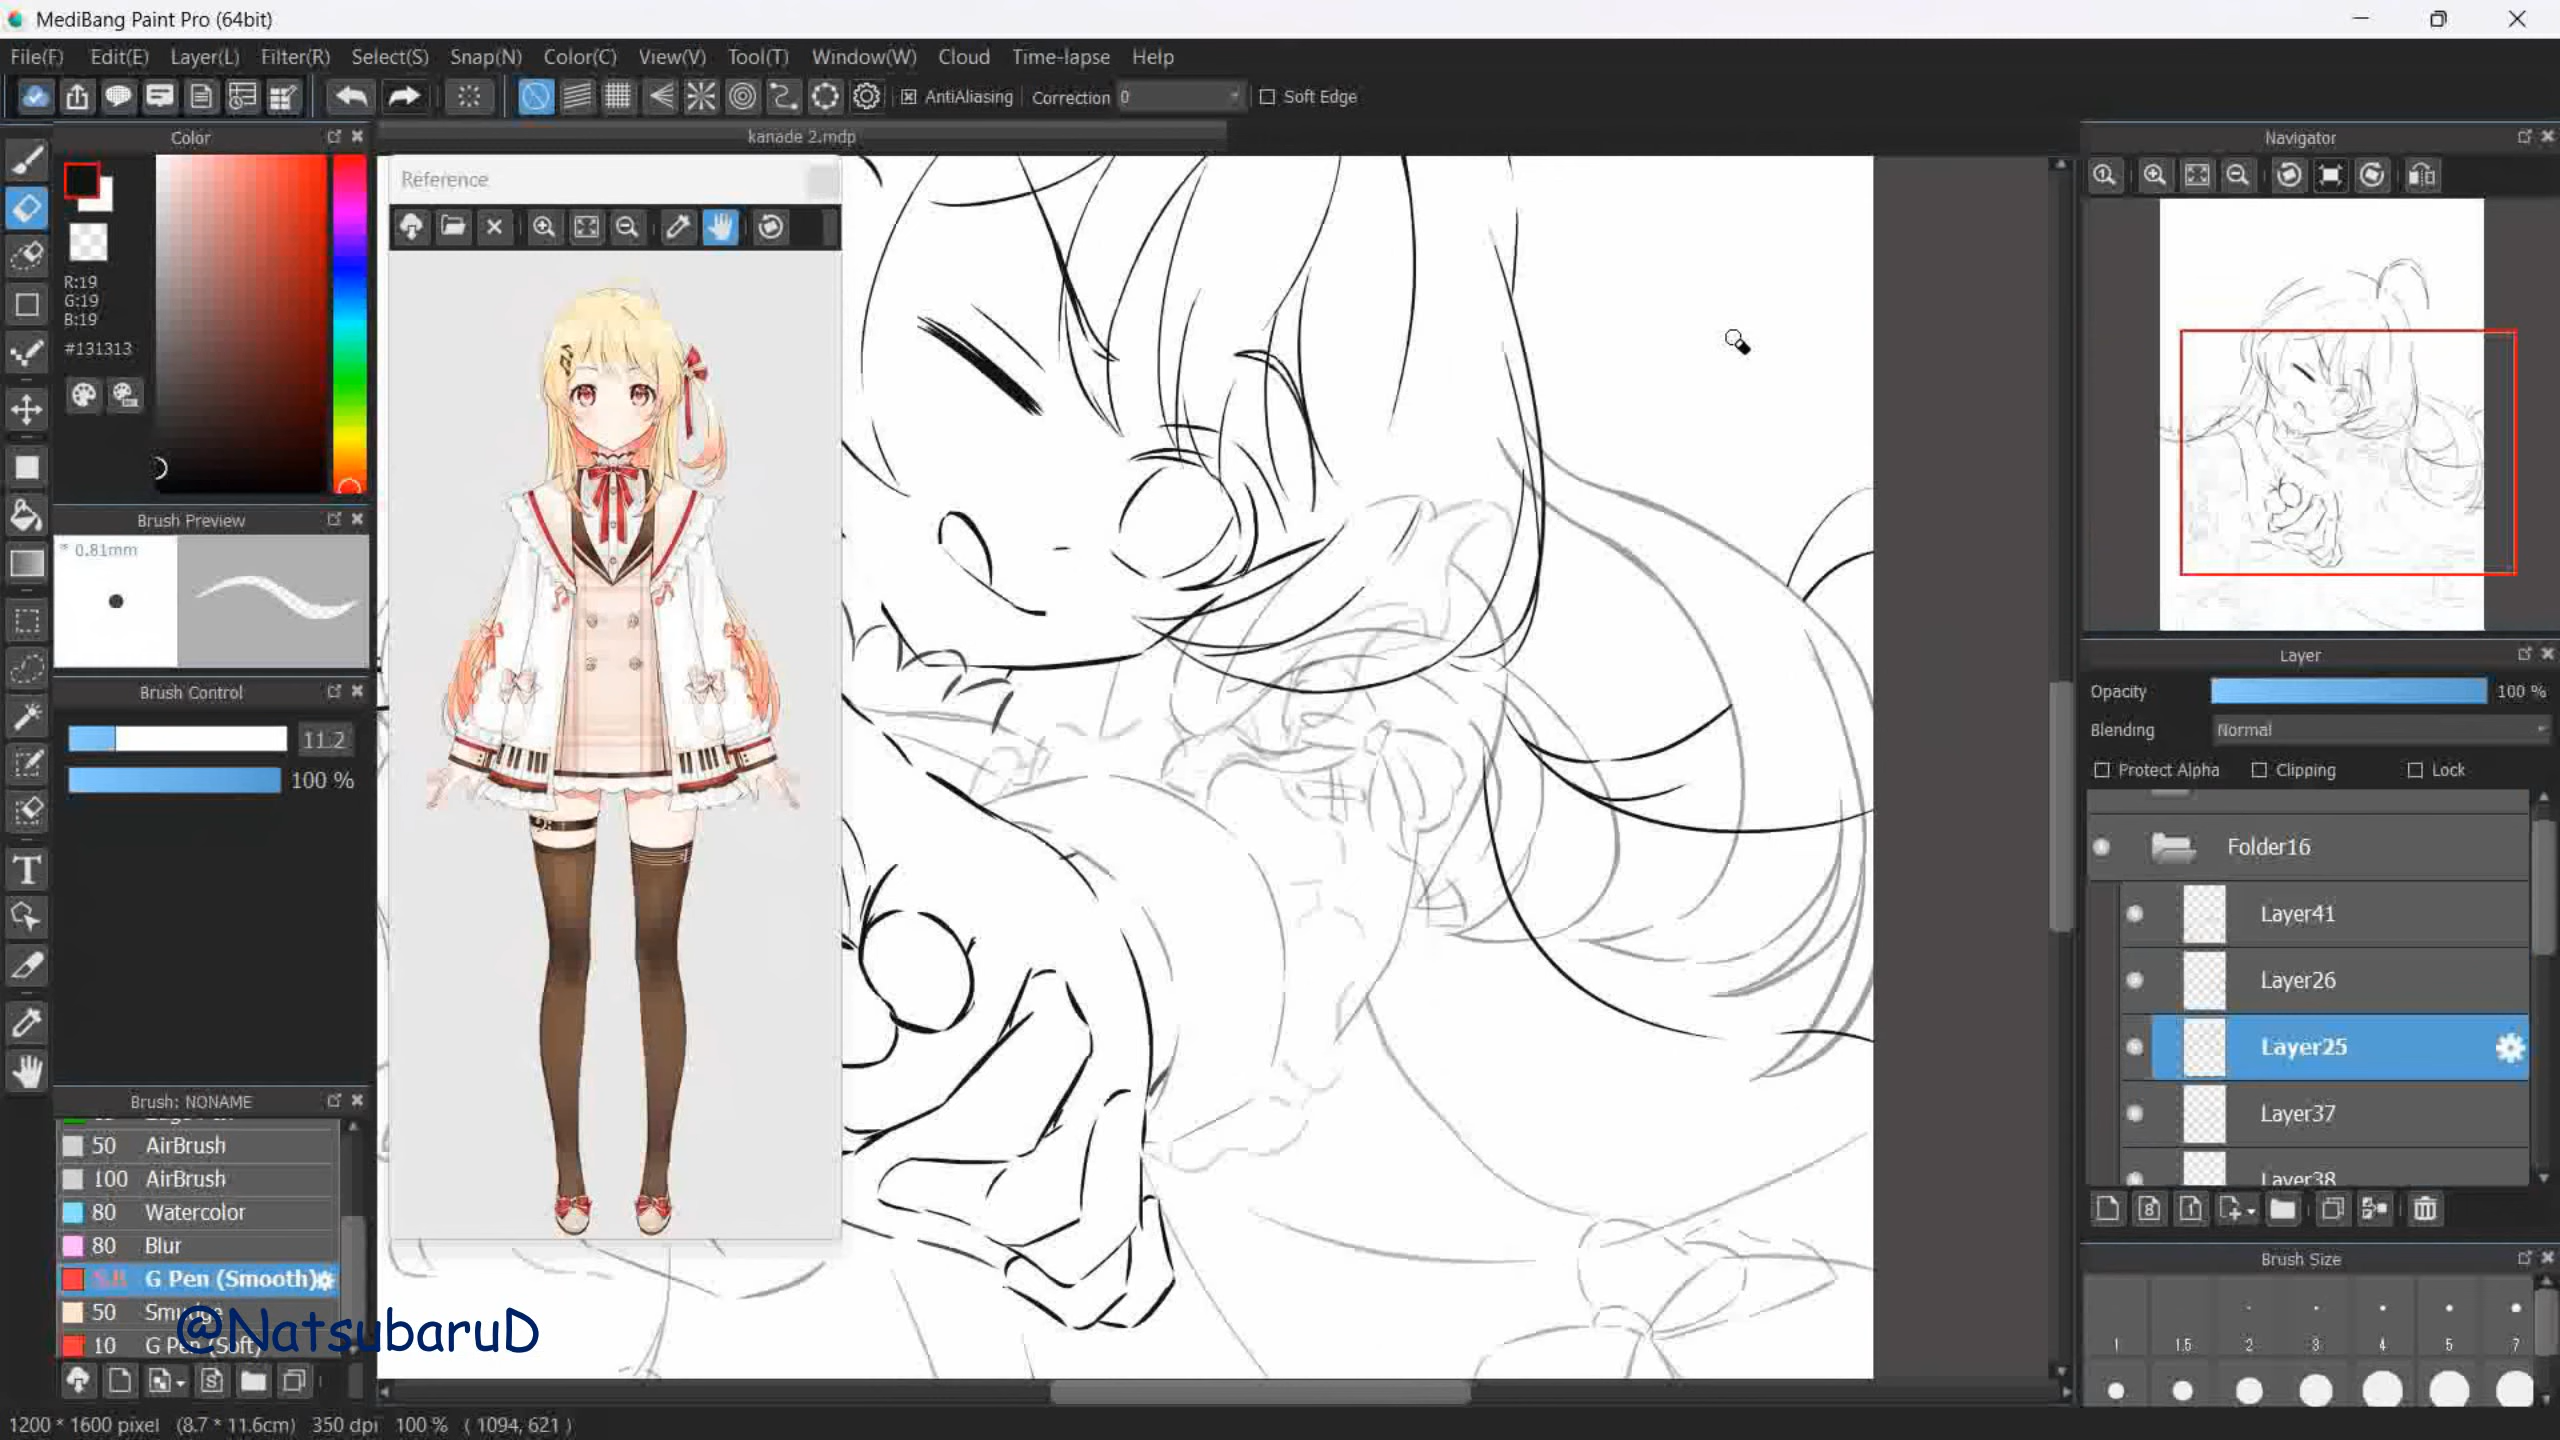 MediBang Paint Pro (64bit)
File(F) Edit(E) Layer(L) Filter(R) Select(S) Snap(N) Color(C) View(V) Tool(T) Window(W) Cloud Time-lapse Help
AntiAliasing Correction 0 Soft Edge
Color
kanade 2.mdp
Navigator
Reference
R:19
G:19
B:19
#131313
Brush Preview
* 0.81mm
Brush Control
11.2
100 %
Layer
Opacity 100 %
Blending Normal
Protect Alpha Clipping Lock
Folder16
Layer41
Layer26
Layer25
Layer37
Layer38
Brush: NONAME
50 AirBrush
100 AirBrush
80 Watercolor
80 Blur
G Pen (Smooth)
50 Smudge
10 G Pen (Soft)
@NatsubaruD
Brush Size
1 1.5 2 3 4 5 7
1200 * 1600 pixel (8.7 * 11.6cm) 350 dpi 100 % ( 1094, 621 )